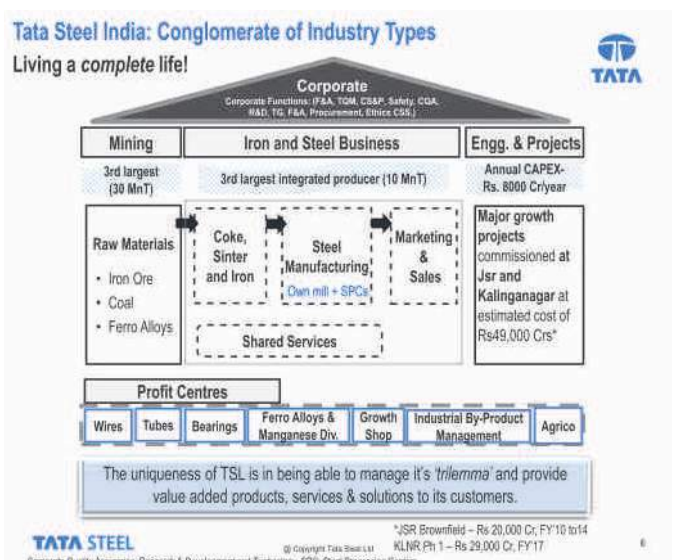 Tata Steel India: Conglomerate of Industry Types
Living a complete life!
TATA
Corporate
Corporate Functions: (F&A, TQM, CS&P, Safety, CQA,
R&D, TG, F&A, Procurement, Ethics CSS,)
Mining
Iron and Steel Business
Engg. & Projects
3rd largest
(30 MnT)
3rd largest integrated producer (10 MnT)
Annual CAPEX-
Rs. 8000 Cr/year
Raw Materials
• Iron Ore
• Coal
• Ferro Alloys
Coke,
Sinter
and Iron
Steel
Manufacturing
Own mill + SPCs
Marketing
&
Sales
Shared Services
Major growth
projects
commissioned at
Jsr and
Kalinganagar at
estimated cost of
Rs49,000 Crs*
Profit Centres
Wires
Tubes
Bearings
Ferro Alloys &
Manganese Div.
Growth
Shop
Industrial By-Product
Management
Agrico
The uniqueness of TSL is in being able to manage it's 'trilemma' and provide
value added products, services & solutions to its customers.
*JSR Brownfield – Rs 20,000 Cr, FY'10 to14
KLNR Ph 1 – Rs 29,000 Cr, FY'17
TATA STEEL
@ Copyright Tata Steel Ltd
6